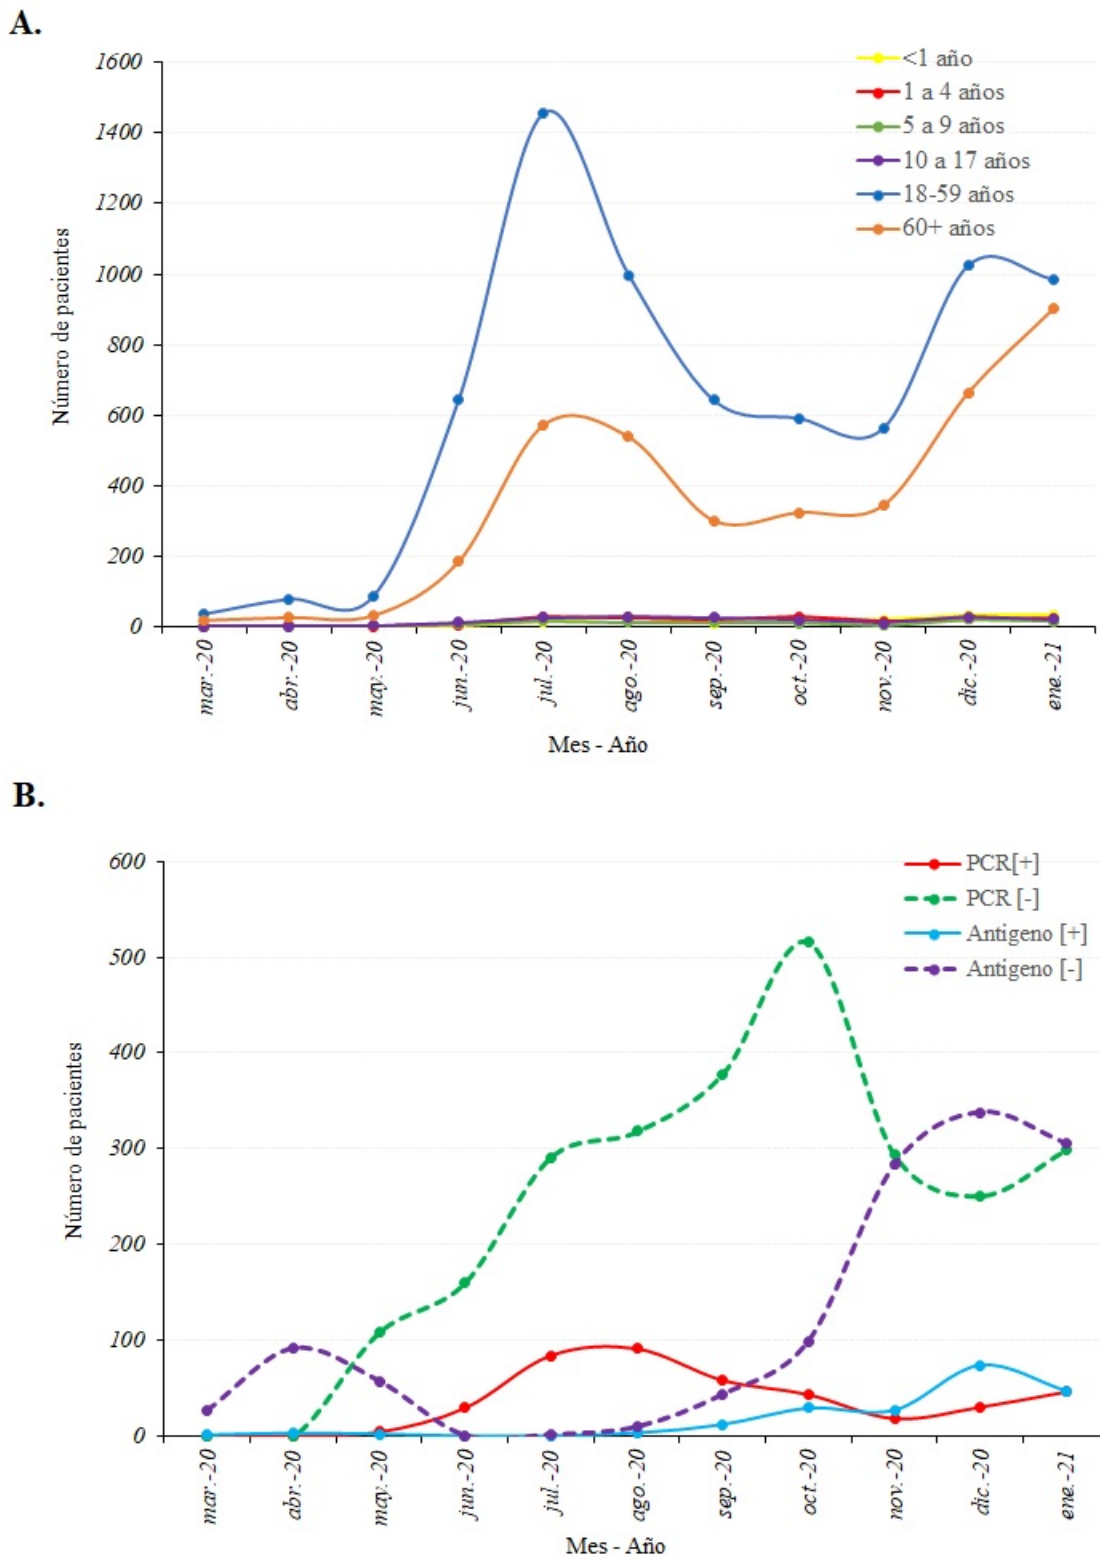 A.
1600
1400
1200
1000
800
600
400
200
0
Número de pacientes
<1 año
1 a 4 años
5 a 9 años
10 a 17 años
18-59 años
60+ años
mar.-20
abr.-20
may.-20
jun.-20
jul.-20
ago.-20
sep.-20
oct.-20
nov.-20
dic.-20
ene.-21
Mes - Año
B.
600
500
400
300
200
100
0
Número de pacientes
PCR[+]
PCR [-]
Antigeno [+]
Antigeno [-]
mar.-20
abr.-20
may.-20
jun.-20
jul.-20
ago.-20
sep.-20
oct.-20
nov.-20
dic.-20
ene.-21
Mes - Año